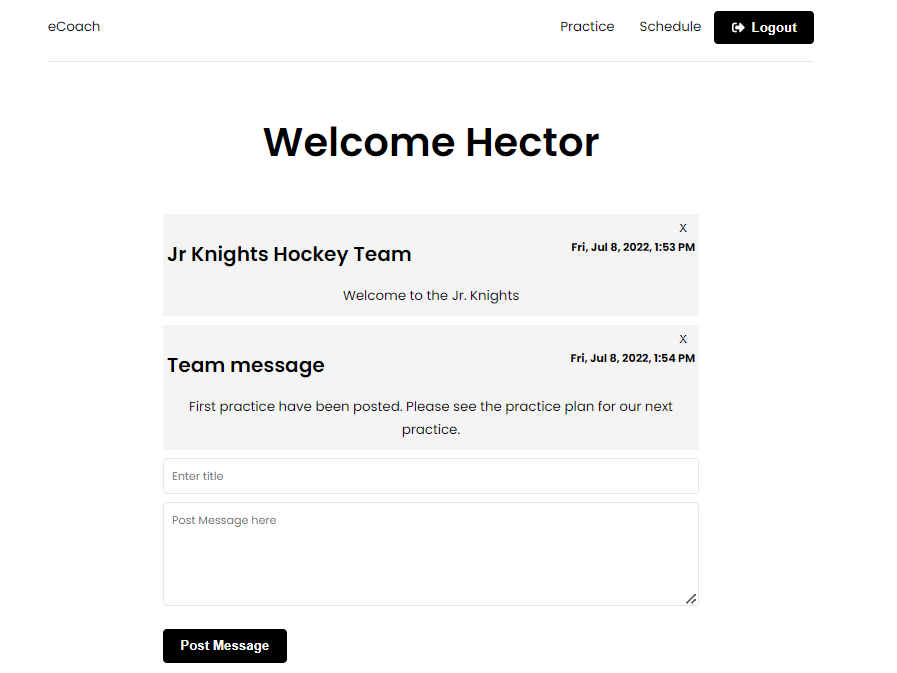 eCoach
Practice
Schedule
Logout
Welcome Hector
X
Jr Knights Hockey Team
Fri, Jul 8, 2022, 1:53 PM
Welcome to the Jr. Knights
X
Team message
Fri, Jul 8, 2022, 1:54 PM
First practice have been posted. Please see the practice plan for our next
practice.
Enter title
Post Message here
Post Message